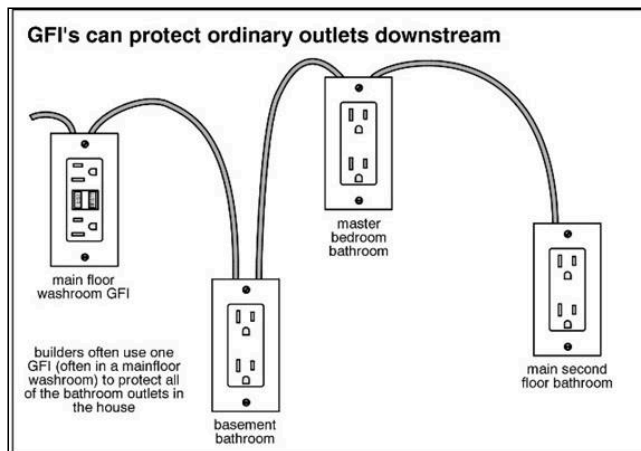 GFI's can protect ordinary outlets downstream
main floor
washroom GFI
builders often use one
GFI (often in a mainfloor
washroom) to protect all
of the bathroom outlets in
the house
basement
bathroom
master
bedroom
bathroom
main second
floor bathroom